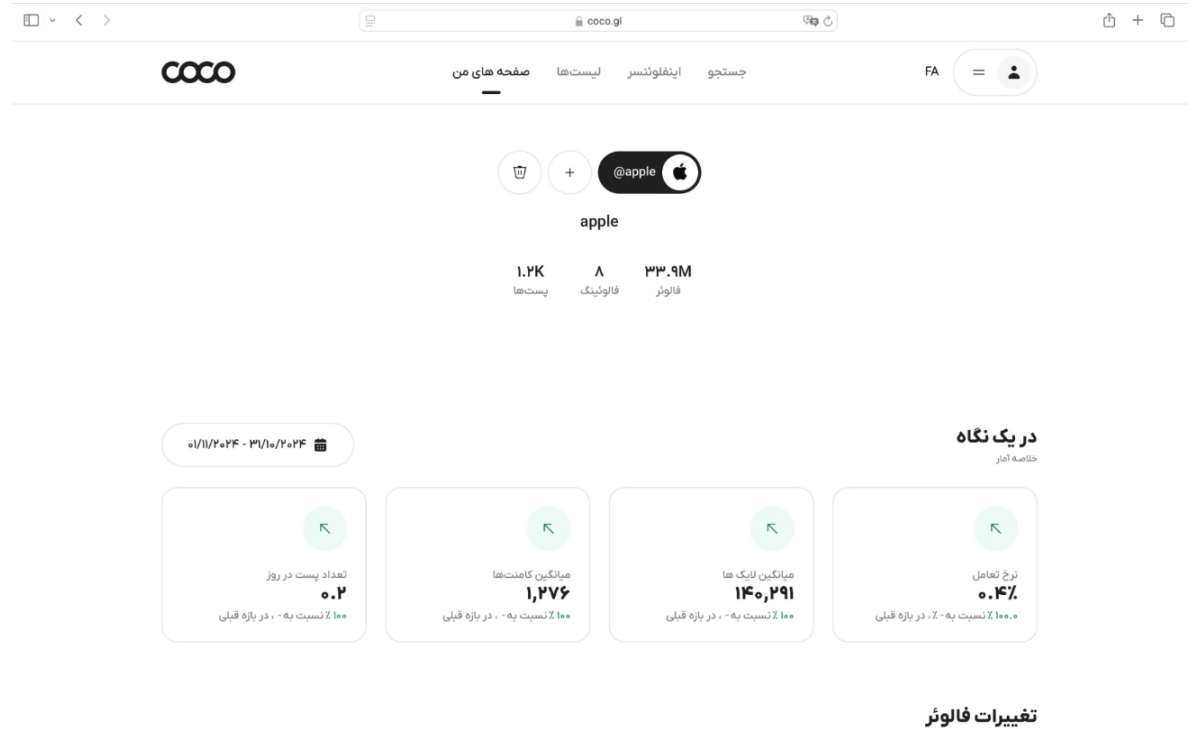 coco.gl
coco
جستجو
اینفلوئنسر
لیست‌ها
صفحه های من
FA
@apple
apple
۳۳.۹M
فالوئر
۸
فالوئینگ
۱.۲K
پست‌ها
در یک نگاه
خلاصه آمار
۰۱/۱۱/۲۰۲۴ - ۳۱/۱۰/۲۰۲۴
نرخ تعامل
۰.۴٪
۱۰۰.۰ ٪ نسبت به - ٪، در بازه قبلی
میانگین لایک ها
۱۴۰,۲۹۱
۱۰۰ ٪ نسبت به - ، در بازه قبلی
میانگین کامنت‌ها
۱,۲۷۶
۱۰۰ ٪ نسبت به - ، در بازه قبلی
تعداد پست در روز
۰.۲
۱۰۰ ٪ نسبت به - ، در بازه قبلی
تغییرات فالوئر